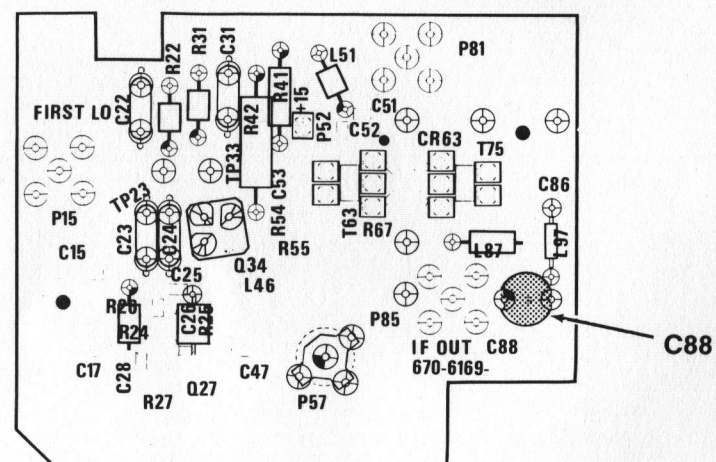 R22
R31
C31
L51
P81
FIRST LO
C22
R42
R41
+15
P52
C51
C52
CR63
T75
TP33
C53
C86
TP23
P15
C15
C23
C24
R54
R55
T63
R67
L87
L97
C25
Q34
L46
R24
C26
P85
IF OUT C88
670-6169-
C88
C17
C28
Q27
R27
C47
P57